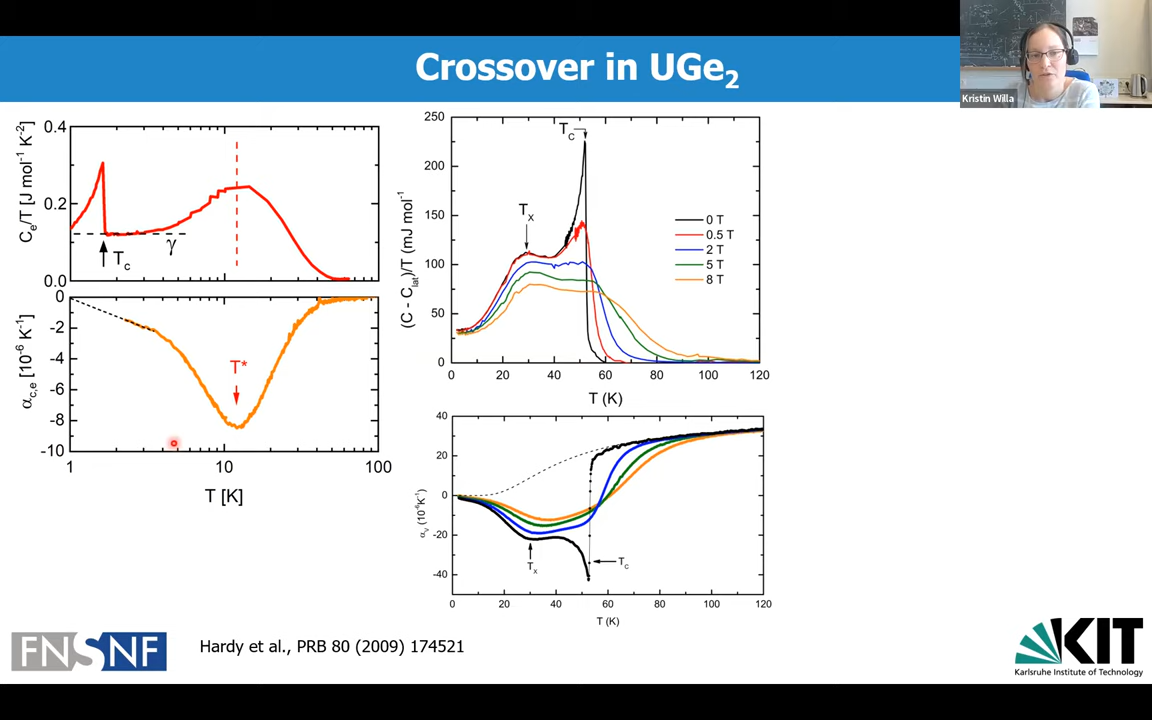 Crossover in UGe2
Kristin Willa
0.4
0.2
0.0
Ce/T [J mol-1 K-2]
Tc
γ
0
-2
-4
-6
-8
-10
αc,e [10-6 K-1]
T*
1
10
100
T [K]
250
200
150
100
50
0
(C - Clat)/T (mJ mol-1)
TC
TX
0 T
0.5 T
2 T
5 T
8 T
0
20
40
60
80
100
120
T (K)
40
20
0
-20
-40
αV (10-6K-1)
TX
TC
0
20
40
60
80
100
120
T (K)
Hardy et al., PRB 80 (2009) 174521
FNSNF
KIT
Karlsruhe Institute of Technology